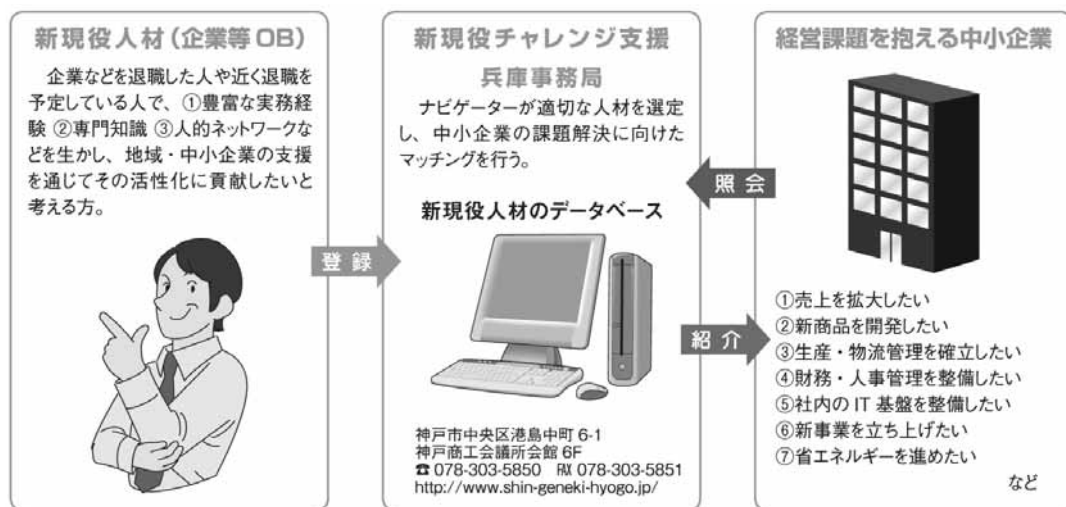 新現役人材(企業等OB)
企業などを退職した人や近く退職を
予定している人で、①豊富な実務経
験 ②専門知識 ③人的ネットワークな
どを生かし、地域・中小企業の支援
を通じてその活性化に貢献したいと
考える方。
登録
新現役チャレンジ支援
兵庫事務局
ナビゲーターが適切な人材を選定
し、中小企業の課題解決に向けた
マッチングを行う。
新現役人材のデータベース
神戸市中央区港島中町 6-1
神戸商工会議所会館 6F
☎ 078-303-5850 FAX 078-303-5851
http://www.shin-geneki-hyogo.jp/
照会
紹介
経営課題を抱える中小企業
①売上を拡大したい
②新商品を開発したい
③生産・物流管理を確立したい
④財務・人事管理を整備したい
⑤社内の IT 基盤を整備したい
⑥新事業を立ち上げたい
⑦省エネルギーを進めたい
など